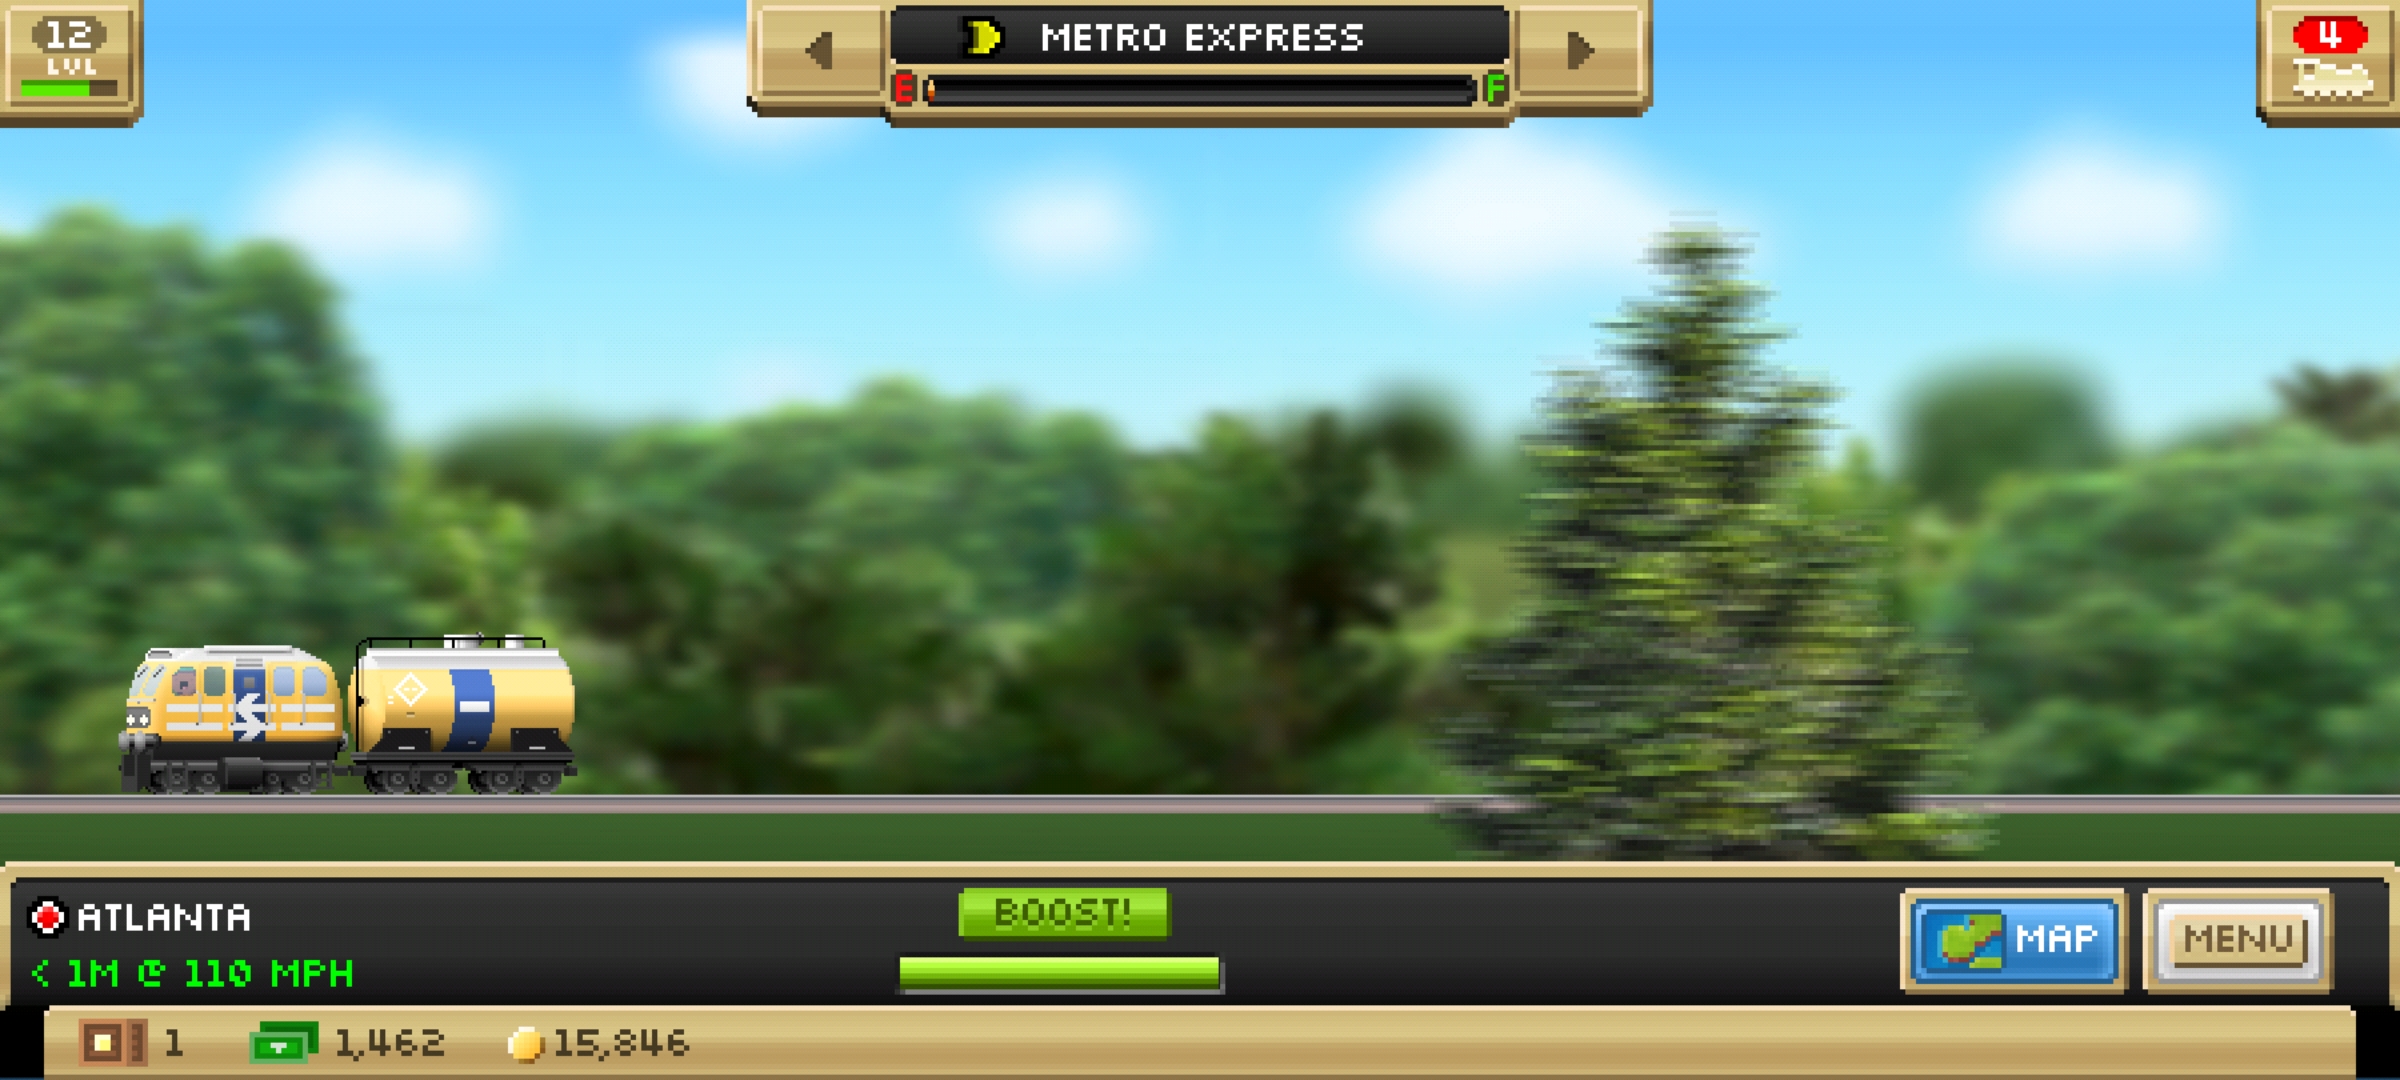 12
LVL
METRO EXPRESS
E F
4
ATLANTA
< 1M @ 110 MPH
BOOST!
MAP
MENU
1
1,462
15,846